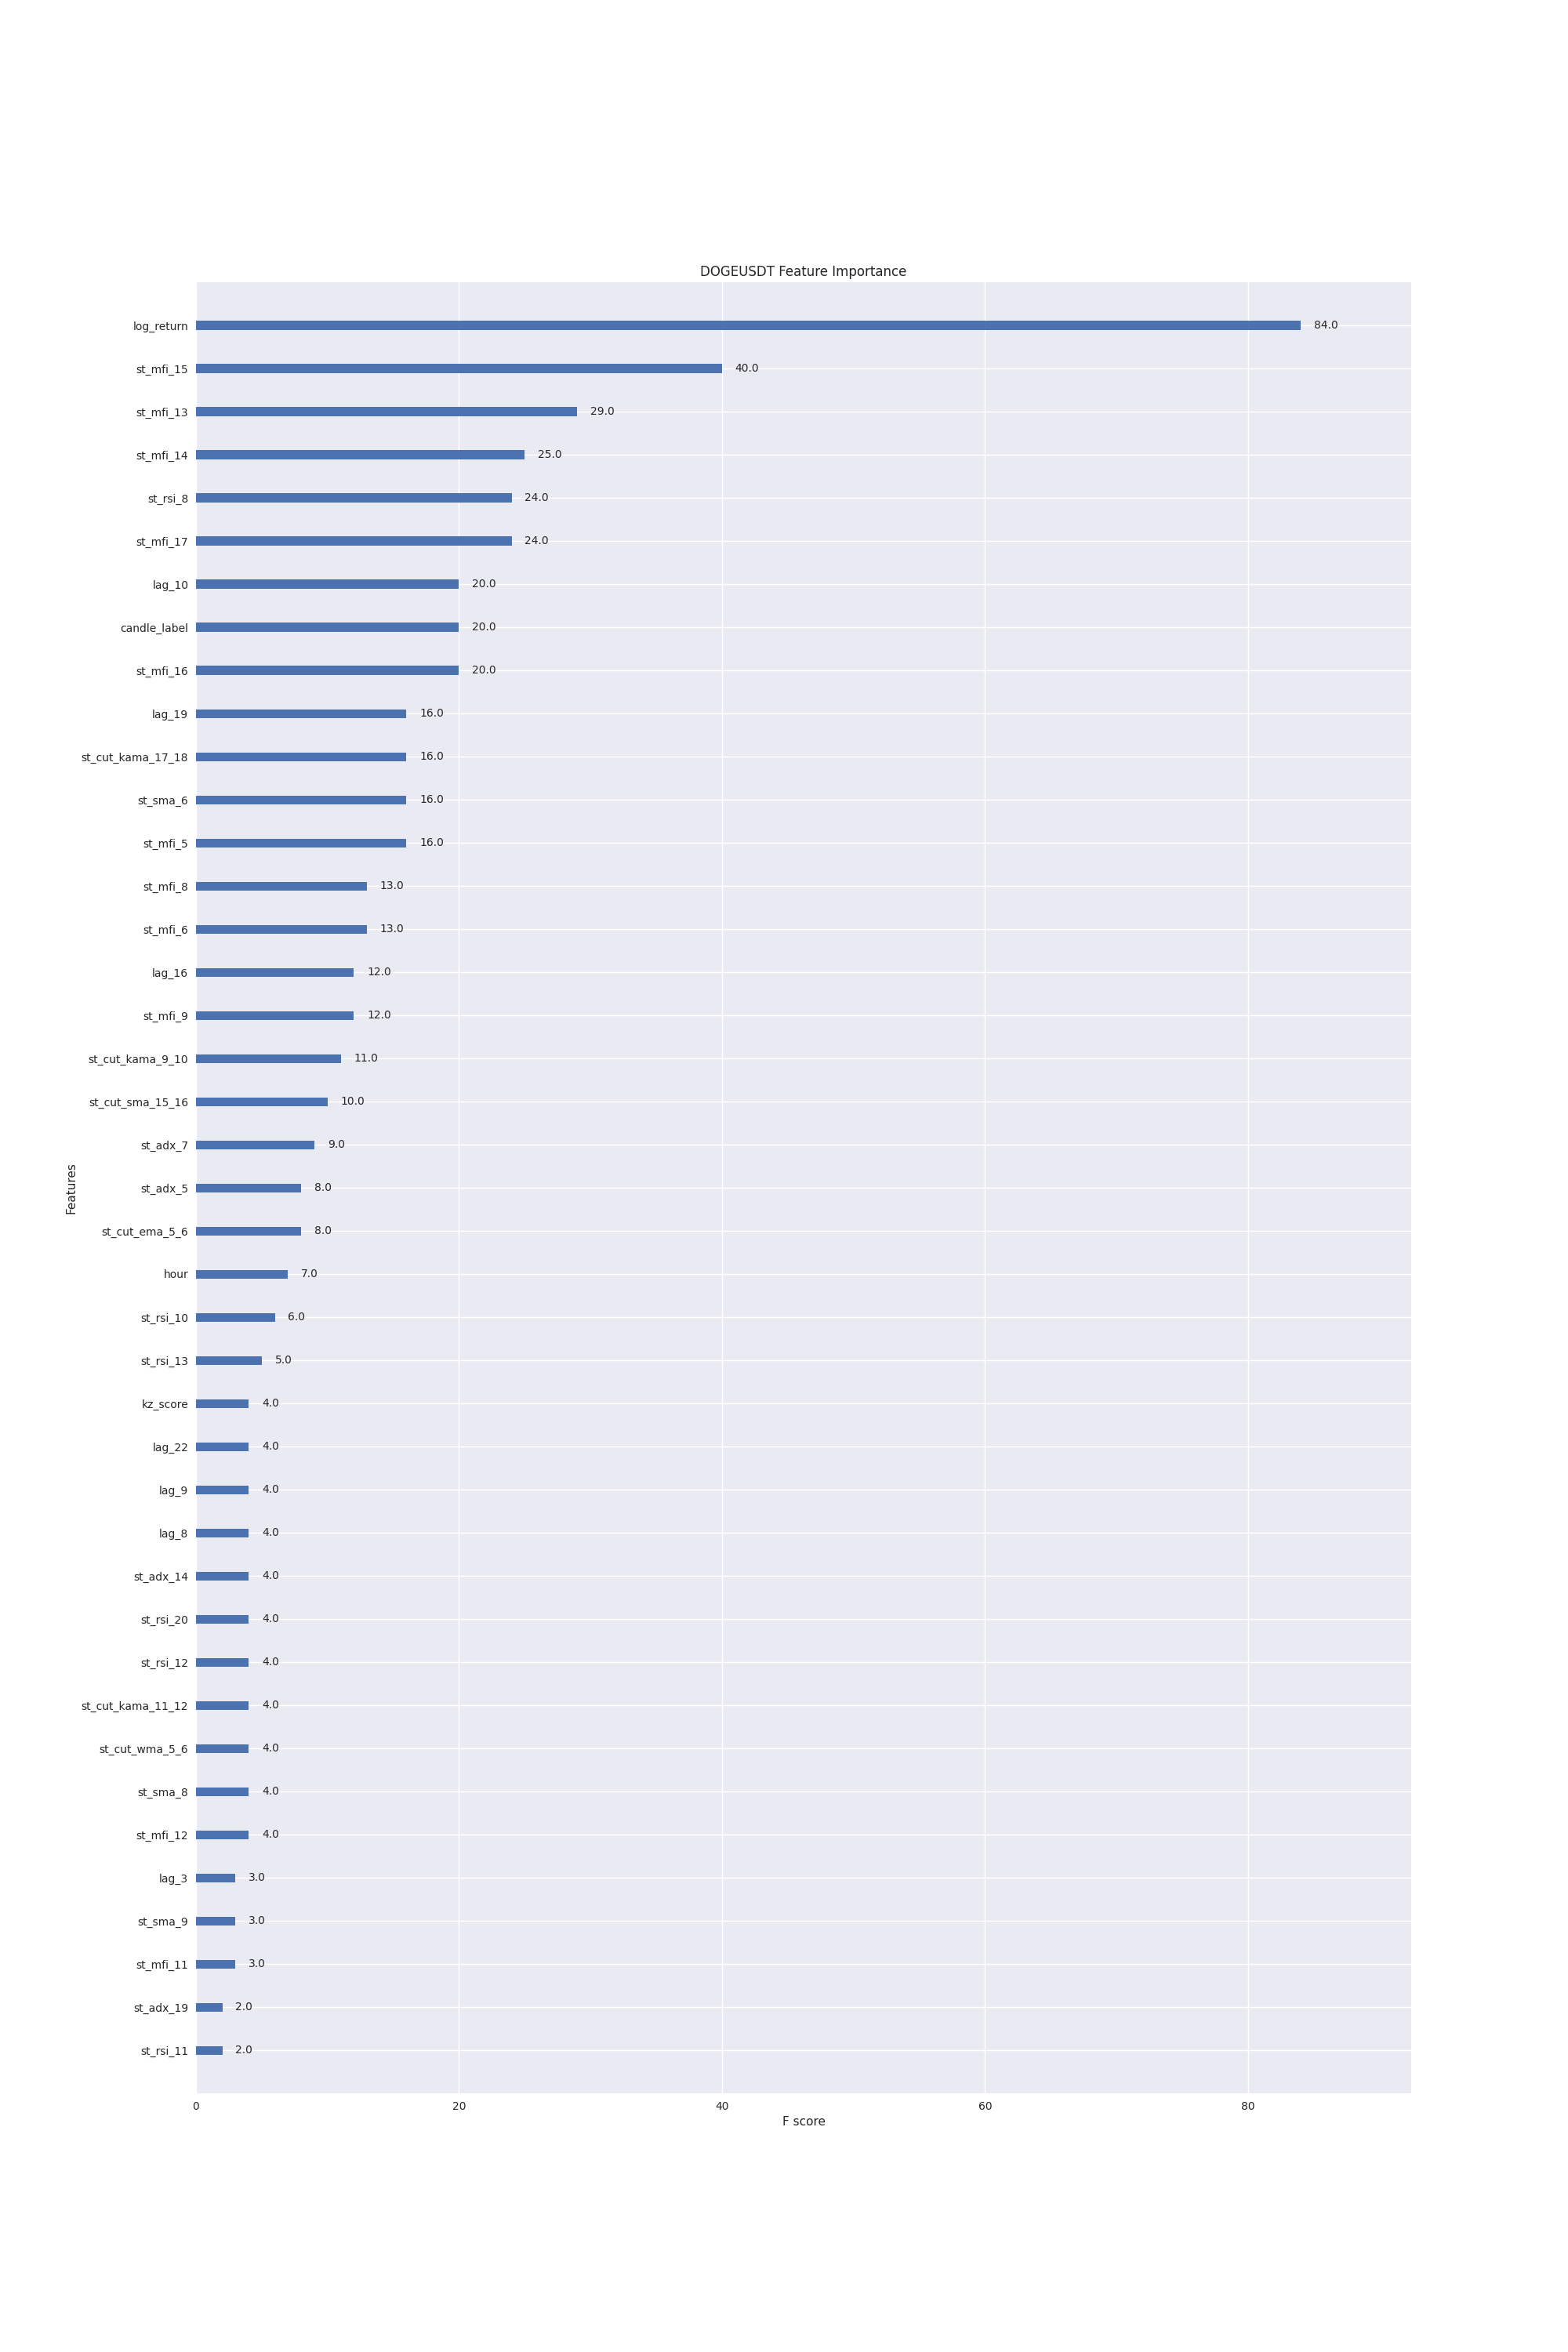 DOGEUSDT Feature Importance
log_return 84.0
st_mfi_15 40.0
st_mfi_13 29.0
st_mfi_14 25.0
st_rsi_8 24.0
st_mfi_17 24.0
lag_10 20.0
candle_label 20.0
st_mfi_16 20.0
lag_19 16.0
st_cut_kama_17_18 16.0
st_sma_6 16.0
st_mfi_5 16.0
st_mfi_8 13.0
st_mfi_6 13.0
lag_16 12.0
st_mfi_9 12.0
st_cut_kama_9_10 11.0
st_cut_sma_15_16 10.0
st_adx_7 9.0
Features
st_adx_5 8.0
st_cut_ema_5_6 8.0
hour 7.0
st_rsi_10 6.0
st_rsi_13 5.0
kz_score 4.0
lag_22 4.0
lag_9 4.0
lag_8 4.0
st_adx_14 4.0
st_rsi_20 4.0
st_rsi_12 4.0
st_cut_kama_11_12 4.0
st_cut_wma_5_6 4.0
st_sma_8 4.0
st_mfi_12 4.0
lag_3 3.0
st_sma_9 3.0
st_mfi_11 3.0
st_adx_19 2.0
st_rsi_11 2.0
0 20 40 60 80
F score